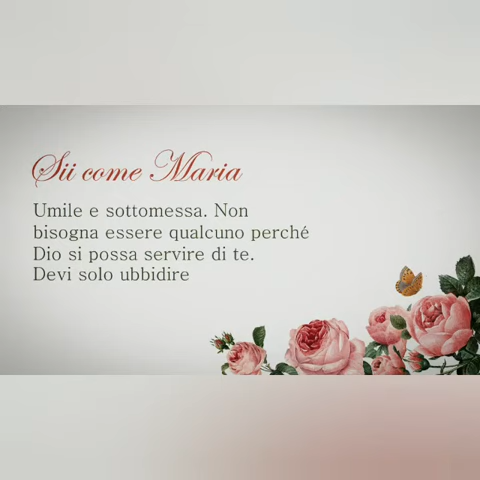 Sii come Maria
Umile e sottomessa. Non
bisogna essere qualcuno perché
Dio si possa servire di te.
Devi solo ubbidire